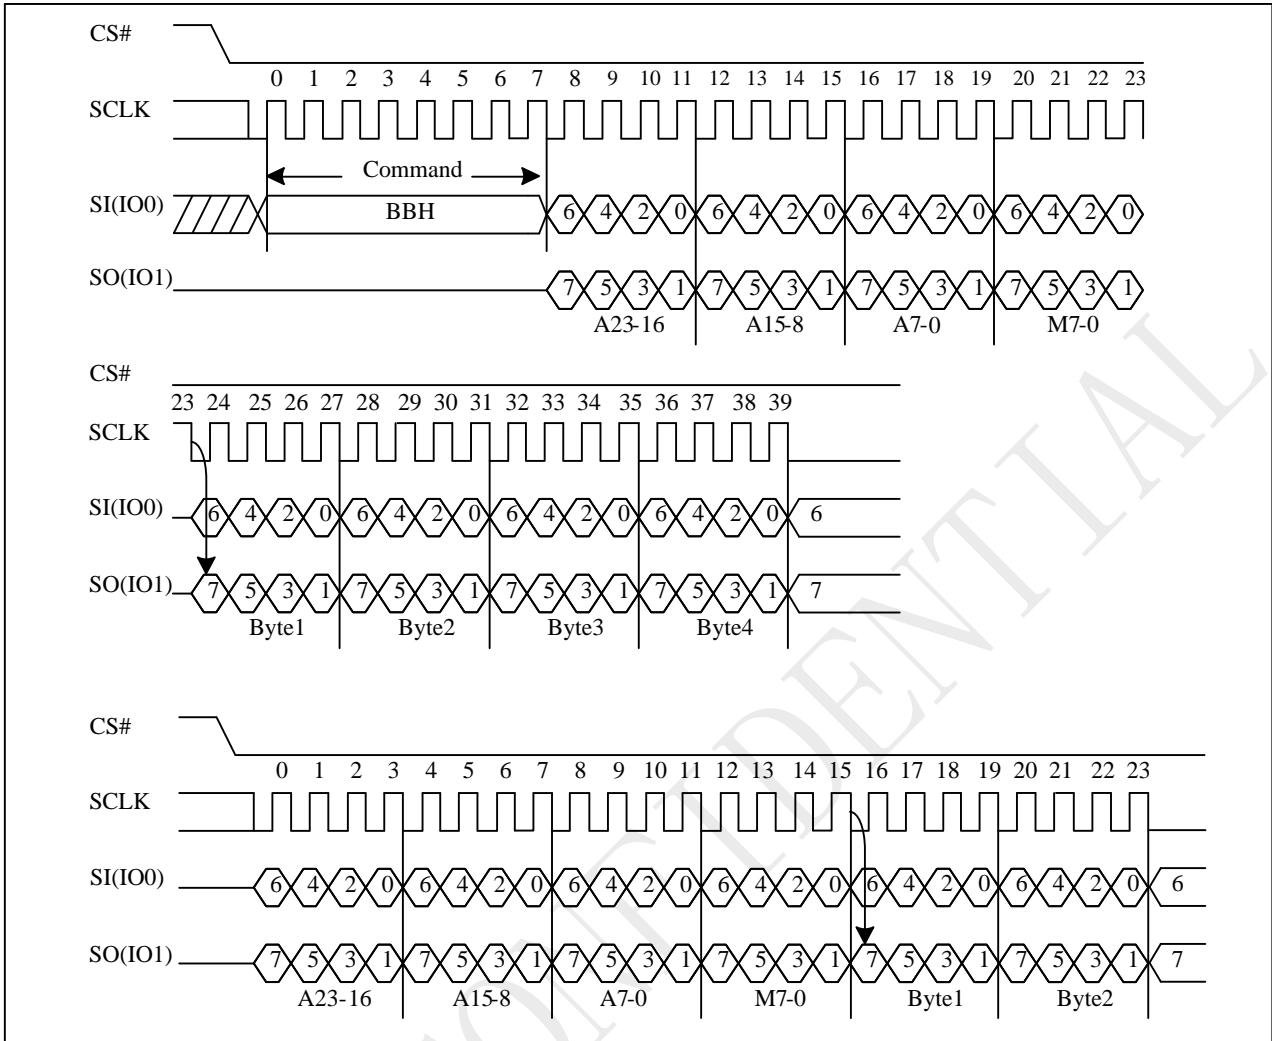 CS#
0 1 2 3 4 5 6 7 8 9 10 11 12 13 14 15 16 17 18 19 20 21 22 23
SCLK
Command
SI(IO0) BBH 6 4 2 0 6 4 2 0 6 4 2 0 6 4 2 0
SO(IO1) 7 5 3 1 7 5 3 1 7 5 3 1 7 5 3 1
A23-16 A15-8 A7-0 M7-0
CS#
23 24 25 26 27 28 29 30 31 32 33 34 35 36 37 38 39
SCLK
SI(IO0) 6 4 2 0 6 4 2 0 6 4 2 0 6 4 2 0 6
SO(IO1) 7 5 3 1 7 5 3 1 7 5 3 1 7 5 3 1 7
Byte1 Byte2 Byte3 Byte4
CS#
0 1 2 3 4 5 6 7 8 9 10 11 12 13 14 15 16 17 18 19 20 21 22 23
SCLK
SI(IO0) 6 4 2 0 6 4 2 0 6 4 2 0 6 4 2 0 6 4 2 0 6 4 2 0 6
SO(IO1) 7 5 3 1 7 5 3 1 7 5 3 1 7 5 3 1 7 5 3 1 7 5 3 1 7
A23-16 A15-8 A7-0 M7-0 Byte1 Byte2
ONFIDENTIAL